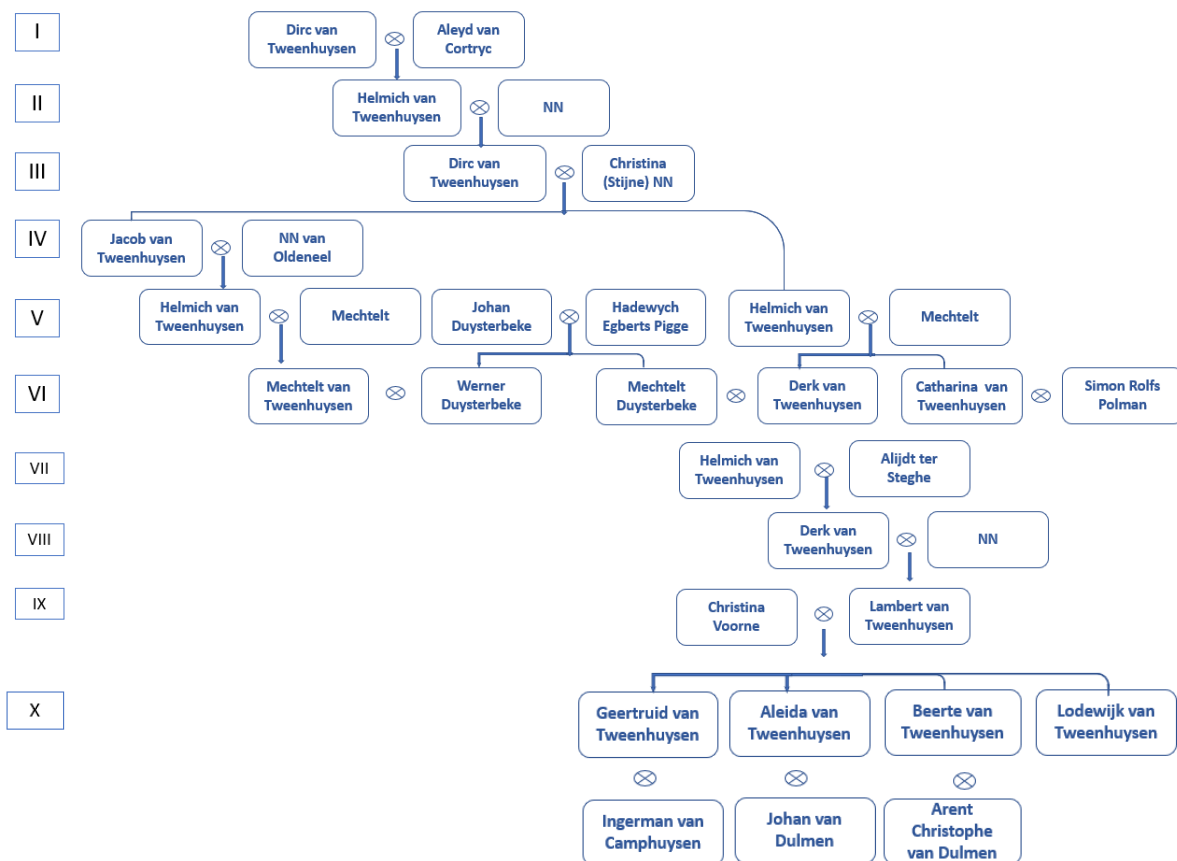 I
Dirc van
Tweenhuysen
Aleyd van
Cortryc
II
Helmich van
Tweenhuysen
NN
III
Dirc van
Tweenhuysen
Christina
(Stijne) NN
IV
Jacob van
Tweenhuysen
NN van
Oldeneel
V
Helmich van
Tweenhuysen
Mechtelt
Johan
Duysterbeke
Hadewych
Egberts Pigge
Helmich van
Tweenhuysen
Mechtelt
VI
Mechtelt van
Tweenhuysen
Werner
Duysterbeke
Mechtelt
Duysterbeke
Derk van
Tweenhuysen
Catharina van
Tweenhuysen
Simon Rolfs
Polman
VII
Helmich van
Tweenhuysen
Alijdt ter
Steghe
VIII
Derk van
Tweenhuysen
NN
IX
Christina
Voorne
Lambert van
Tweenhuysen
X
Geertruid van
Tweenhuysen
Aleida van
Tweenhuysen
Beerte van
Tweenhuysen
Lodewijk van
Tweenhuysen
Ingerman van
Camphuysen
Johan van
Dulmen
Arent
Christophe
van Dulmen